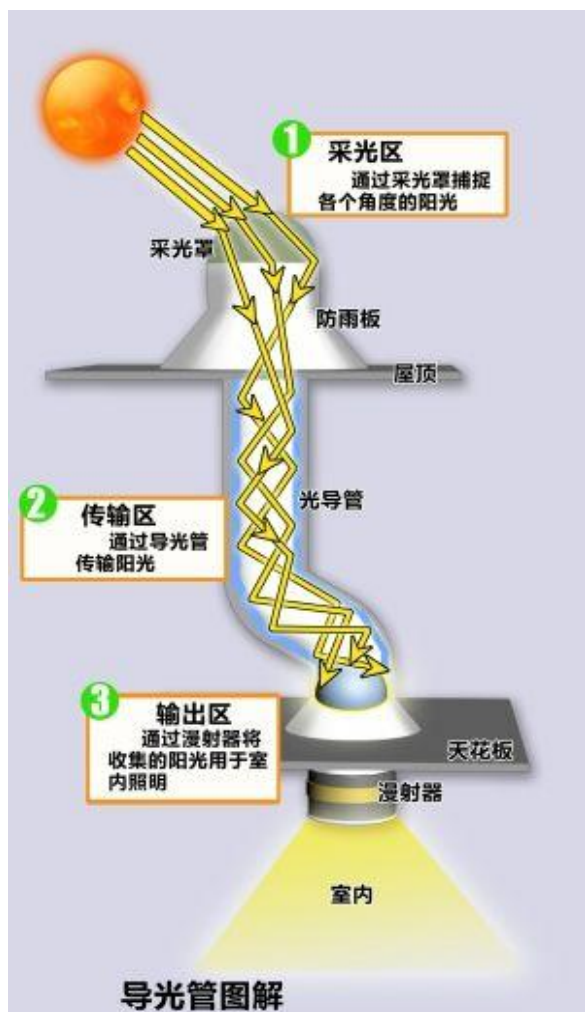 1
采光区
通过采光罩捕捉
各个角度的阳光
采光罩
防雨板
屋顶
光导管
2
传输区
通过导光管
传输阳光
3
输出区
通过漫射器将
收集的阳光用于室
内照明
天花板
漫射器
室内
导光管图解